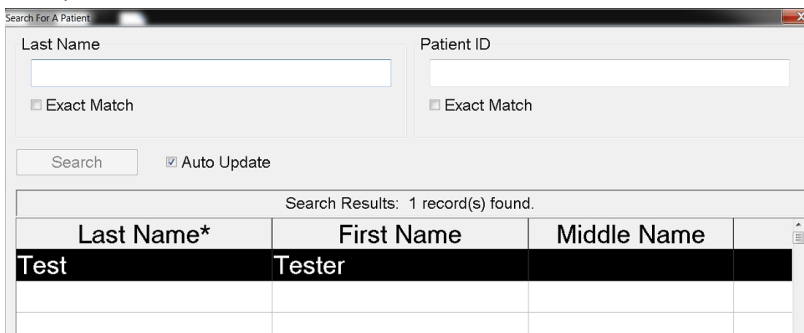 Search For A Patient
Last Name Patient ID
Exact Match Exact Match
Search Auto Update
Search Results: 1 record(s) found.
Last Name* First Name Middle Name
Test Tester